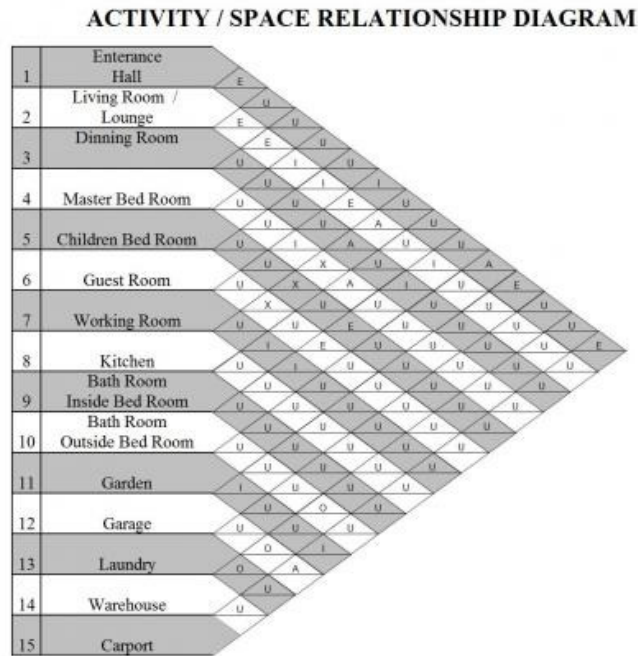 ACTIVITY / SPACE RELATIONSHIP DIAGRAM
1 Enterance
Hall
2 Living Room /
Lounge
3 Dinning Room
4 Master Bed Room
5 Children Bed Room
6 Guest Room
7 Working Room
8 Kitchen
9 Bath Room
Inside Bed Room
10 Bath Room
Outside Bed Room
11 Garden
12 Garage
13 Laundry
14 Warehouse
15 Carport
E
U
E U
E U
U I U
U I I
U U E U
U U A U
U I A U U
U X U I A
U X A I U E
X U U U U U
U U E U U U U
I E U U U U E
U I U U U U U
U U U U U U
U U U U U U
U U U U U
U U U U U
U U U U
I U U U
U O U
U U U
O I
O A
U
U